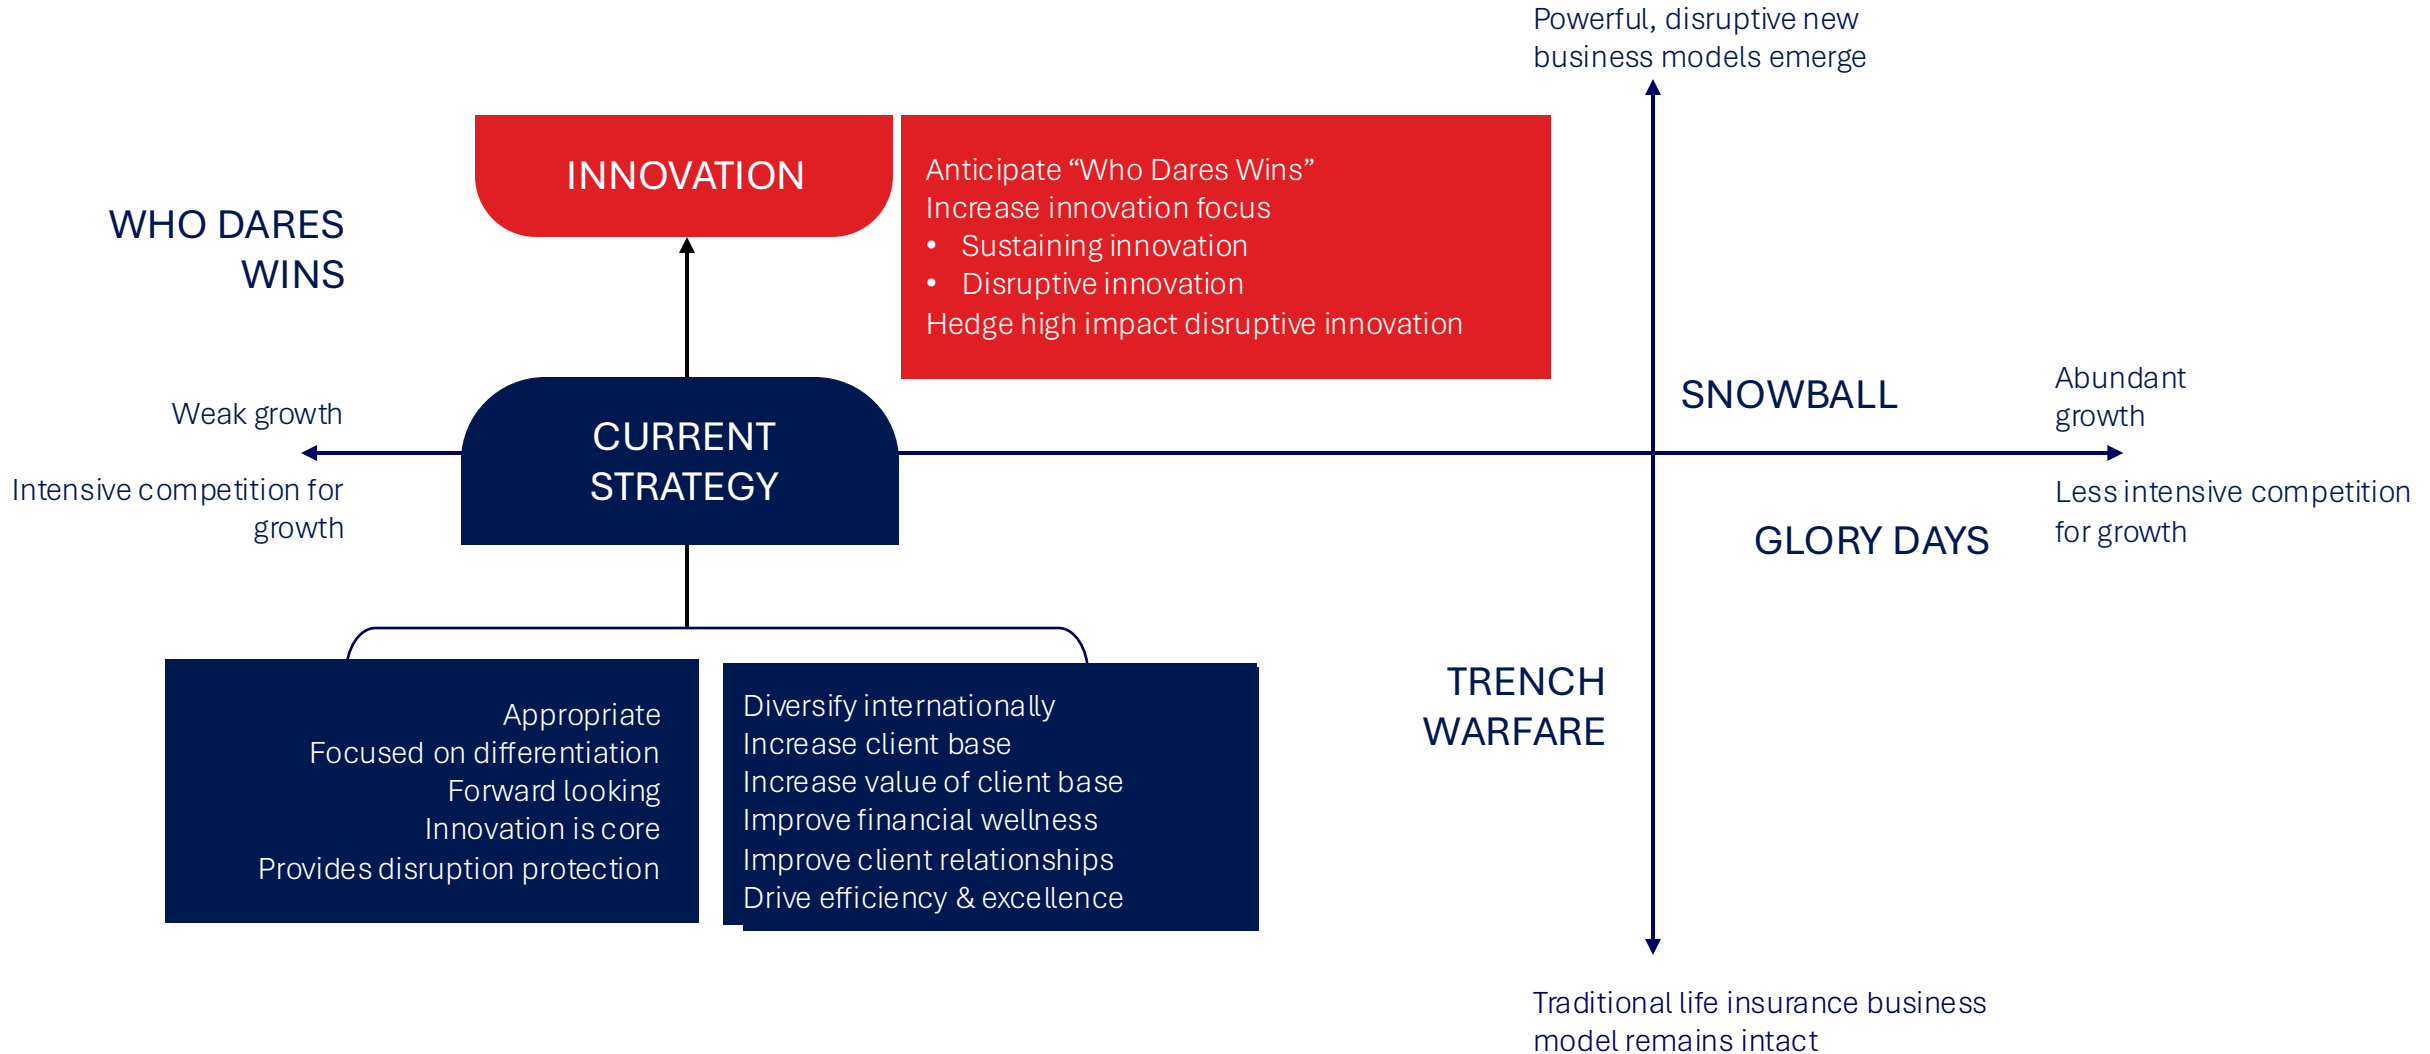 Powerful, disruptive new
business models emerge
INNOVATION
Anticipate “Who Dares Wins”
Increase innovation focus
• Sustaining innovation
• Disruptive innovation
Hedge high impact disruptive innovation
WHO DARES
WINS
Weak growth
Intensive competition for
growth
CURRENT
STRATEGY
SNOWBALL
Abundant
growth
Less intensive competition
for growth
GLORY DAYS
TRENCH
WARFARE
Appropriate
Focused on differentiation
Forward looking
Innovation is core
Provides disruption protection
Diversify internationally
Increase client base
Increase value of client base
Improve financial wellness
Improve client relationships
Drive efficiency & excellence
Traditional life insurance business
model remains intact